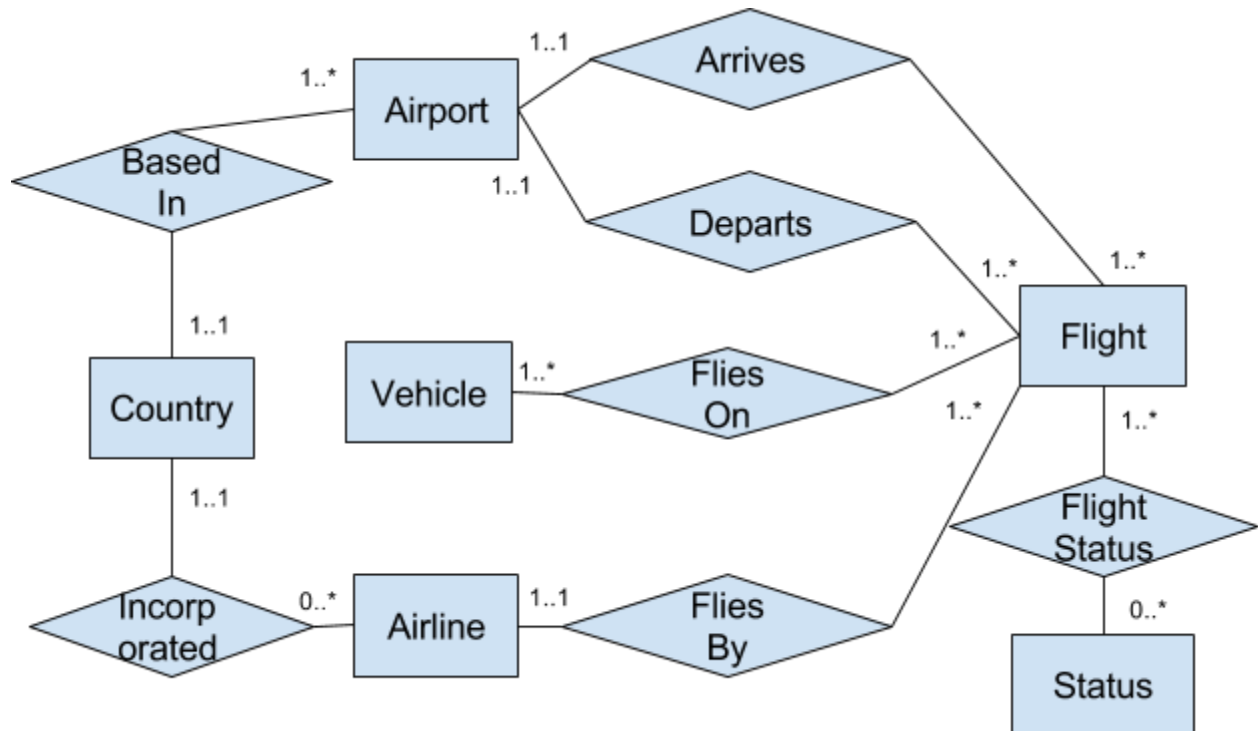 1..1
Arrives
1..*
Airport
Based
In
1..1
Departs
1..*
1..*
1..1
Vehicle
1..*
Flies
On
1..*
Flight
Country
1..*
1..*
1..1
Flight
Status
Incorp
orated
0..*
Airline
1..1
Flies
By
0..*
Status